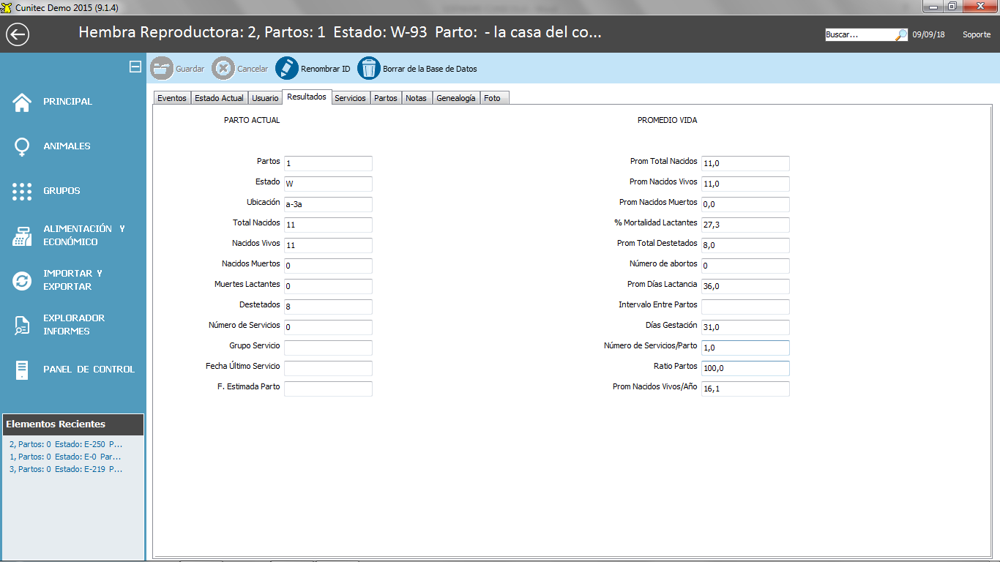 Cunitec Demo 2015 (9.1.4)
Hembra Reproductora: 2, Partos: 1 Estado: W-93 Parto: - la casa del co...
Buscar...
09/09/18
Soporte
Guardar
Cancelar
Renombrar ID
Borrar de la Base de Datos
PRINCIPAL
ANIMALES
GRUPOS
ALIMENTACIÓN Y
ECONÓMICO
IMPORTAR Y
EXPORTAR
EXPLORADOR
INFORMES
PANEL DE CONTROL
Elementos Recientes
2, Partos: 0 Estado: E-250 P...
1, Partos: 0 Estado: E-0 Par...
3, Partos: 0 Estado: E-219 P...
Eventos
Estado Actual
Usuario
Resultados
Servicios
Partos
Notas
Genealogía
Foto
PARTO ACTUAL
Partos 1
Estado W
Ubicación a-3a
Total Nacidos 11
Nacidos Vivos 11
Nacidos Muertos 0
Muertes Lactantes 0
Destetados 8
Número de Servicios 0
Grupo Servicio
Fecha Último Servicio
F. Estimada Parto
PROMEDIO VIDA
Prom Total Nacidos 11,0
Prom Nacidos Vivos 11,0
Prom Nacidos Muertos 0,0
% Mortalidad Lactantes 27,3
Prom Total Destetados 8,0
Número de abortos 0
Prom Días Lactancia 36,0
Intervalo Entre Partos
Días Gestación 31,0
Número de Servicios/Parto 1,0
Ratio Partos 100,0
Prom Nacidos Vivos/Año 16,1